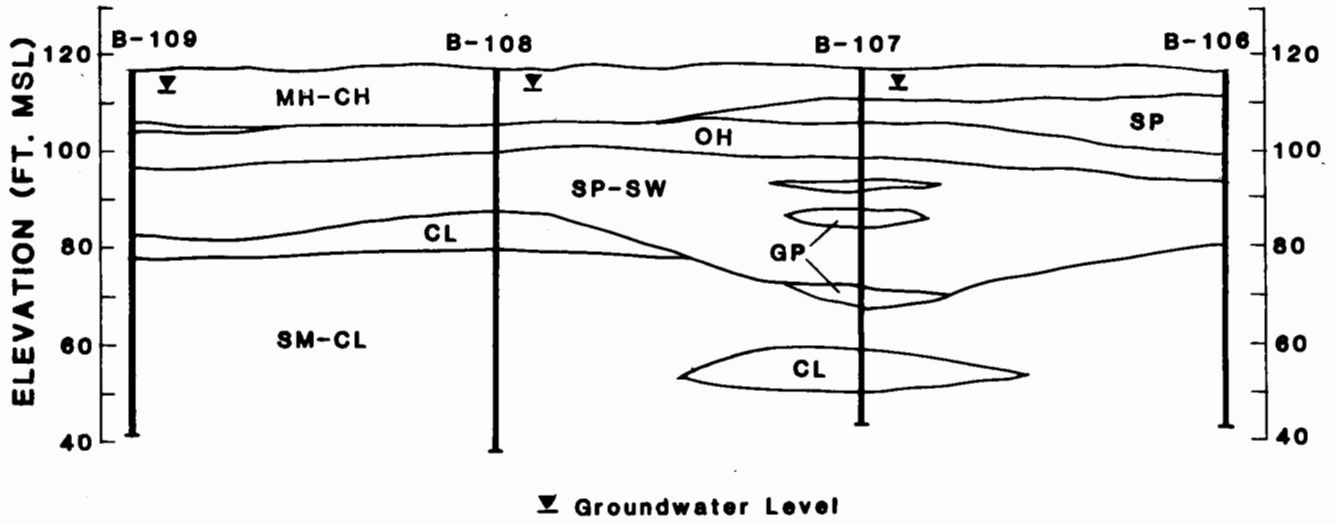 ELEVATION (FT. MSL)
B-109
B-108
B-107
B-106
120
120
MH-CH
SP
OH
100
100
SP-SW
CL
80
80
GP
SM-CL
60
60
CL
40
40
Groundwater Level